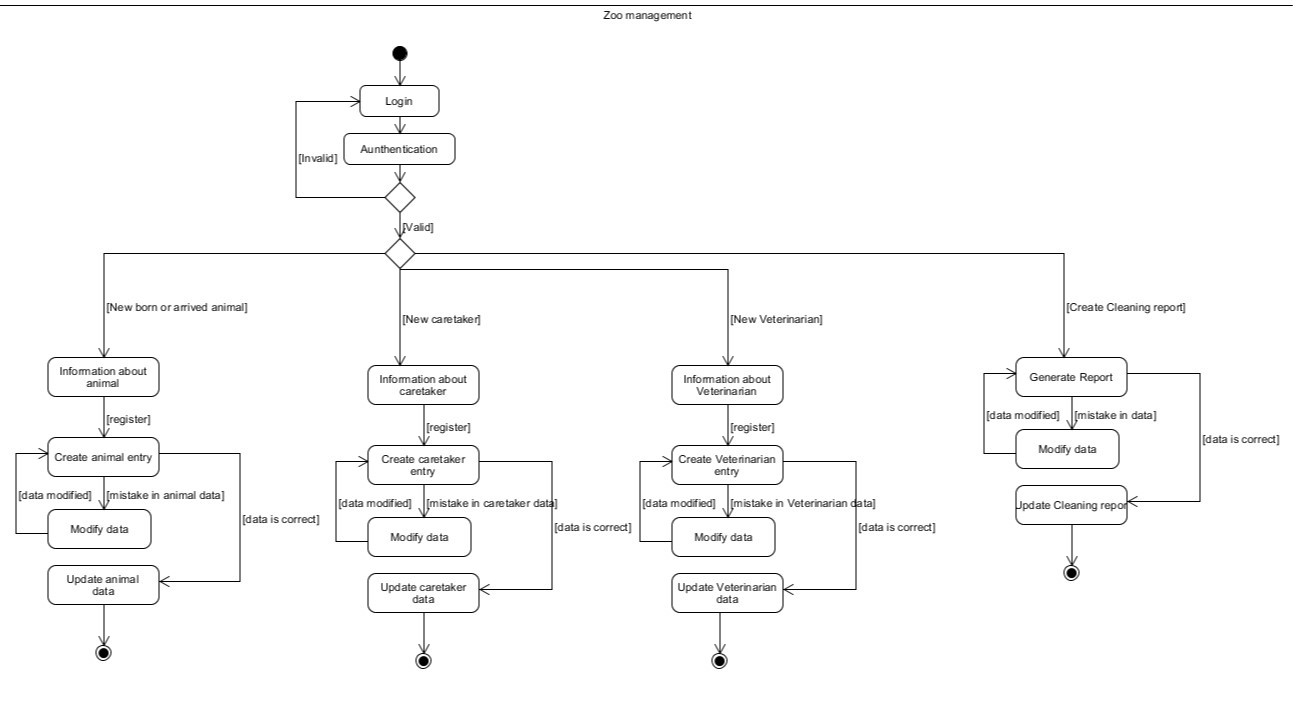 Zoo management
Login
Aunthentication
[Invalid]
[Valid]
[New born or arrived animal]
[New caretaker]
[New Veterinarian]
[Create Cleaning report]
Information about
animal
[register]
Create animal entry
[data modified]
[mistake in animal data]
Modify data
[data is correct]
Update animal
data
Information about
caretaker
[register]
Create caretaker
entry
[data modified]
[mistake in caretaker data]
Modify data
[data is correct]
Update caretaker
data
Information about
Veterinarian
[register]
Create Veterinarian
entry
[data modified]
[mistake in Veterinarian data]
Modify data
[data is correct]
Update Veterinarian
data
Generate Report
[data modified]
[mistake in data]
Modify data
[data is correct]
Update Cleaning repor